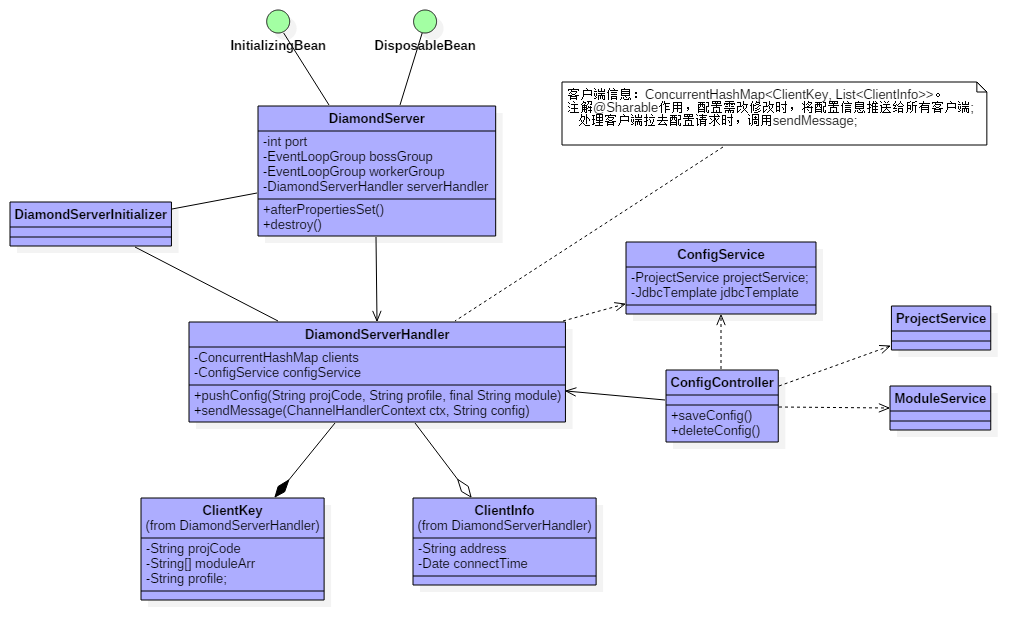 InitializingBean
DisposableBean
客户端信息：ConcurrentHashMap<ClientKey, List<ClientInfo>>。
注解@Sharable作用，配置需改修改时，将配置信息推送给所有客户端;
处理客户端拉去配置请求时，调用sendMessage;
DiamondServer
-int port
-EventLoopGroup bossGroup
-EventLoopGroup workerGroup
-DiamondServerHandler serverHandler
+afterPropertiesSet()
+destroy()
DiamondServerInitializer
ConfigService
-ProjectService projectService;
-JdbcTemplate jdbcTemplate
ProjectService
DiamondServerHandler
-ConcurrentHashMap clients
-ConfigService configService
+pushConfig(String projCode, String profile, final String module)
+sendMessage(ChannelHandlerContext ctx, String config)
ConfigController
+saveConfig()
+deleteConfig()
ModuleService
ClientKey
(from DiamondServerHandler)
-String projCode
-String[] moduleArr
-String profile;
ClientInfo
(from DiamondServerHandler)
-String address
-Date connectTime